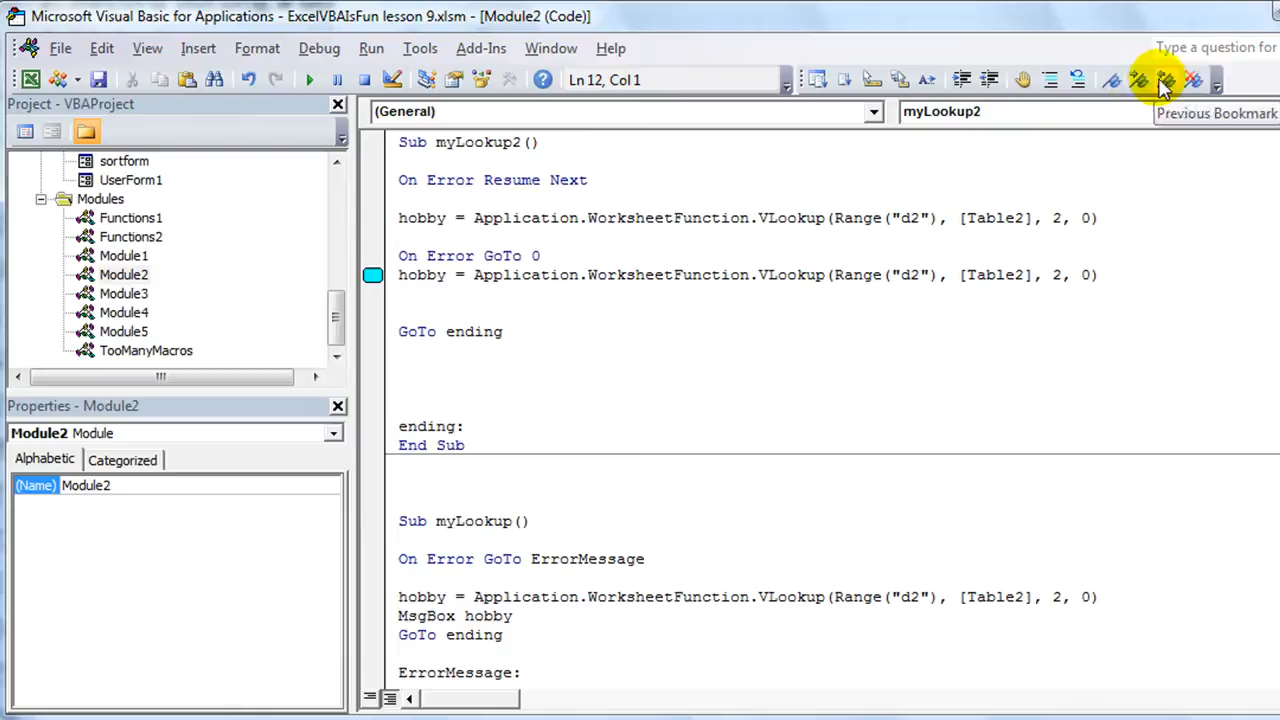 Microsoft Visual Basic for Applications - ExcelVBAIsFun lesson 9.xlsm - [Module2 (Code)]
File Edit View Insert Format Debug Run Tools Add-Ins Window Help
Type a question for
Ln 12, Col 1
Previous Bookmark
Project - VBAProject
sortform
UserForm1
Modules
Functions1
Functions2
Module1
Module2
Module3
Module4
Module5
TooManyMacros
Properties - Module2
Module2 Module
Alphabetic Categorized
(Name) Module2
(General)
myLookup2
Sub myLookup2()
On Error Resume Next
hobby = Application.WorksheetFunction.VLookup(Range("d2"), [Table2], 2, 0)
On Error GoTo 0
hobby = Application.WorksheetFunction.VLookup(Range("d2"), [Table2], 2, 0)
GoTo ending
ending:
End Sub
Sub myLookup()
On Error GoTo ErrorMessage
hobby = Application.WorksheetFunction.VLookup(Range("d2"), [Table2], 2, 0)
MsgBox hobby
GoTo ending
ErrorMessage: